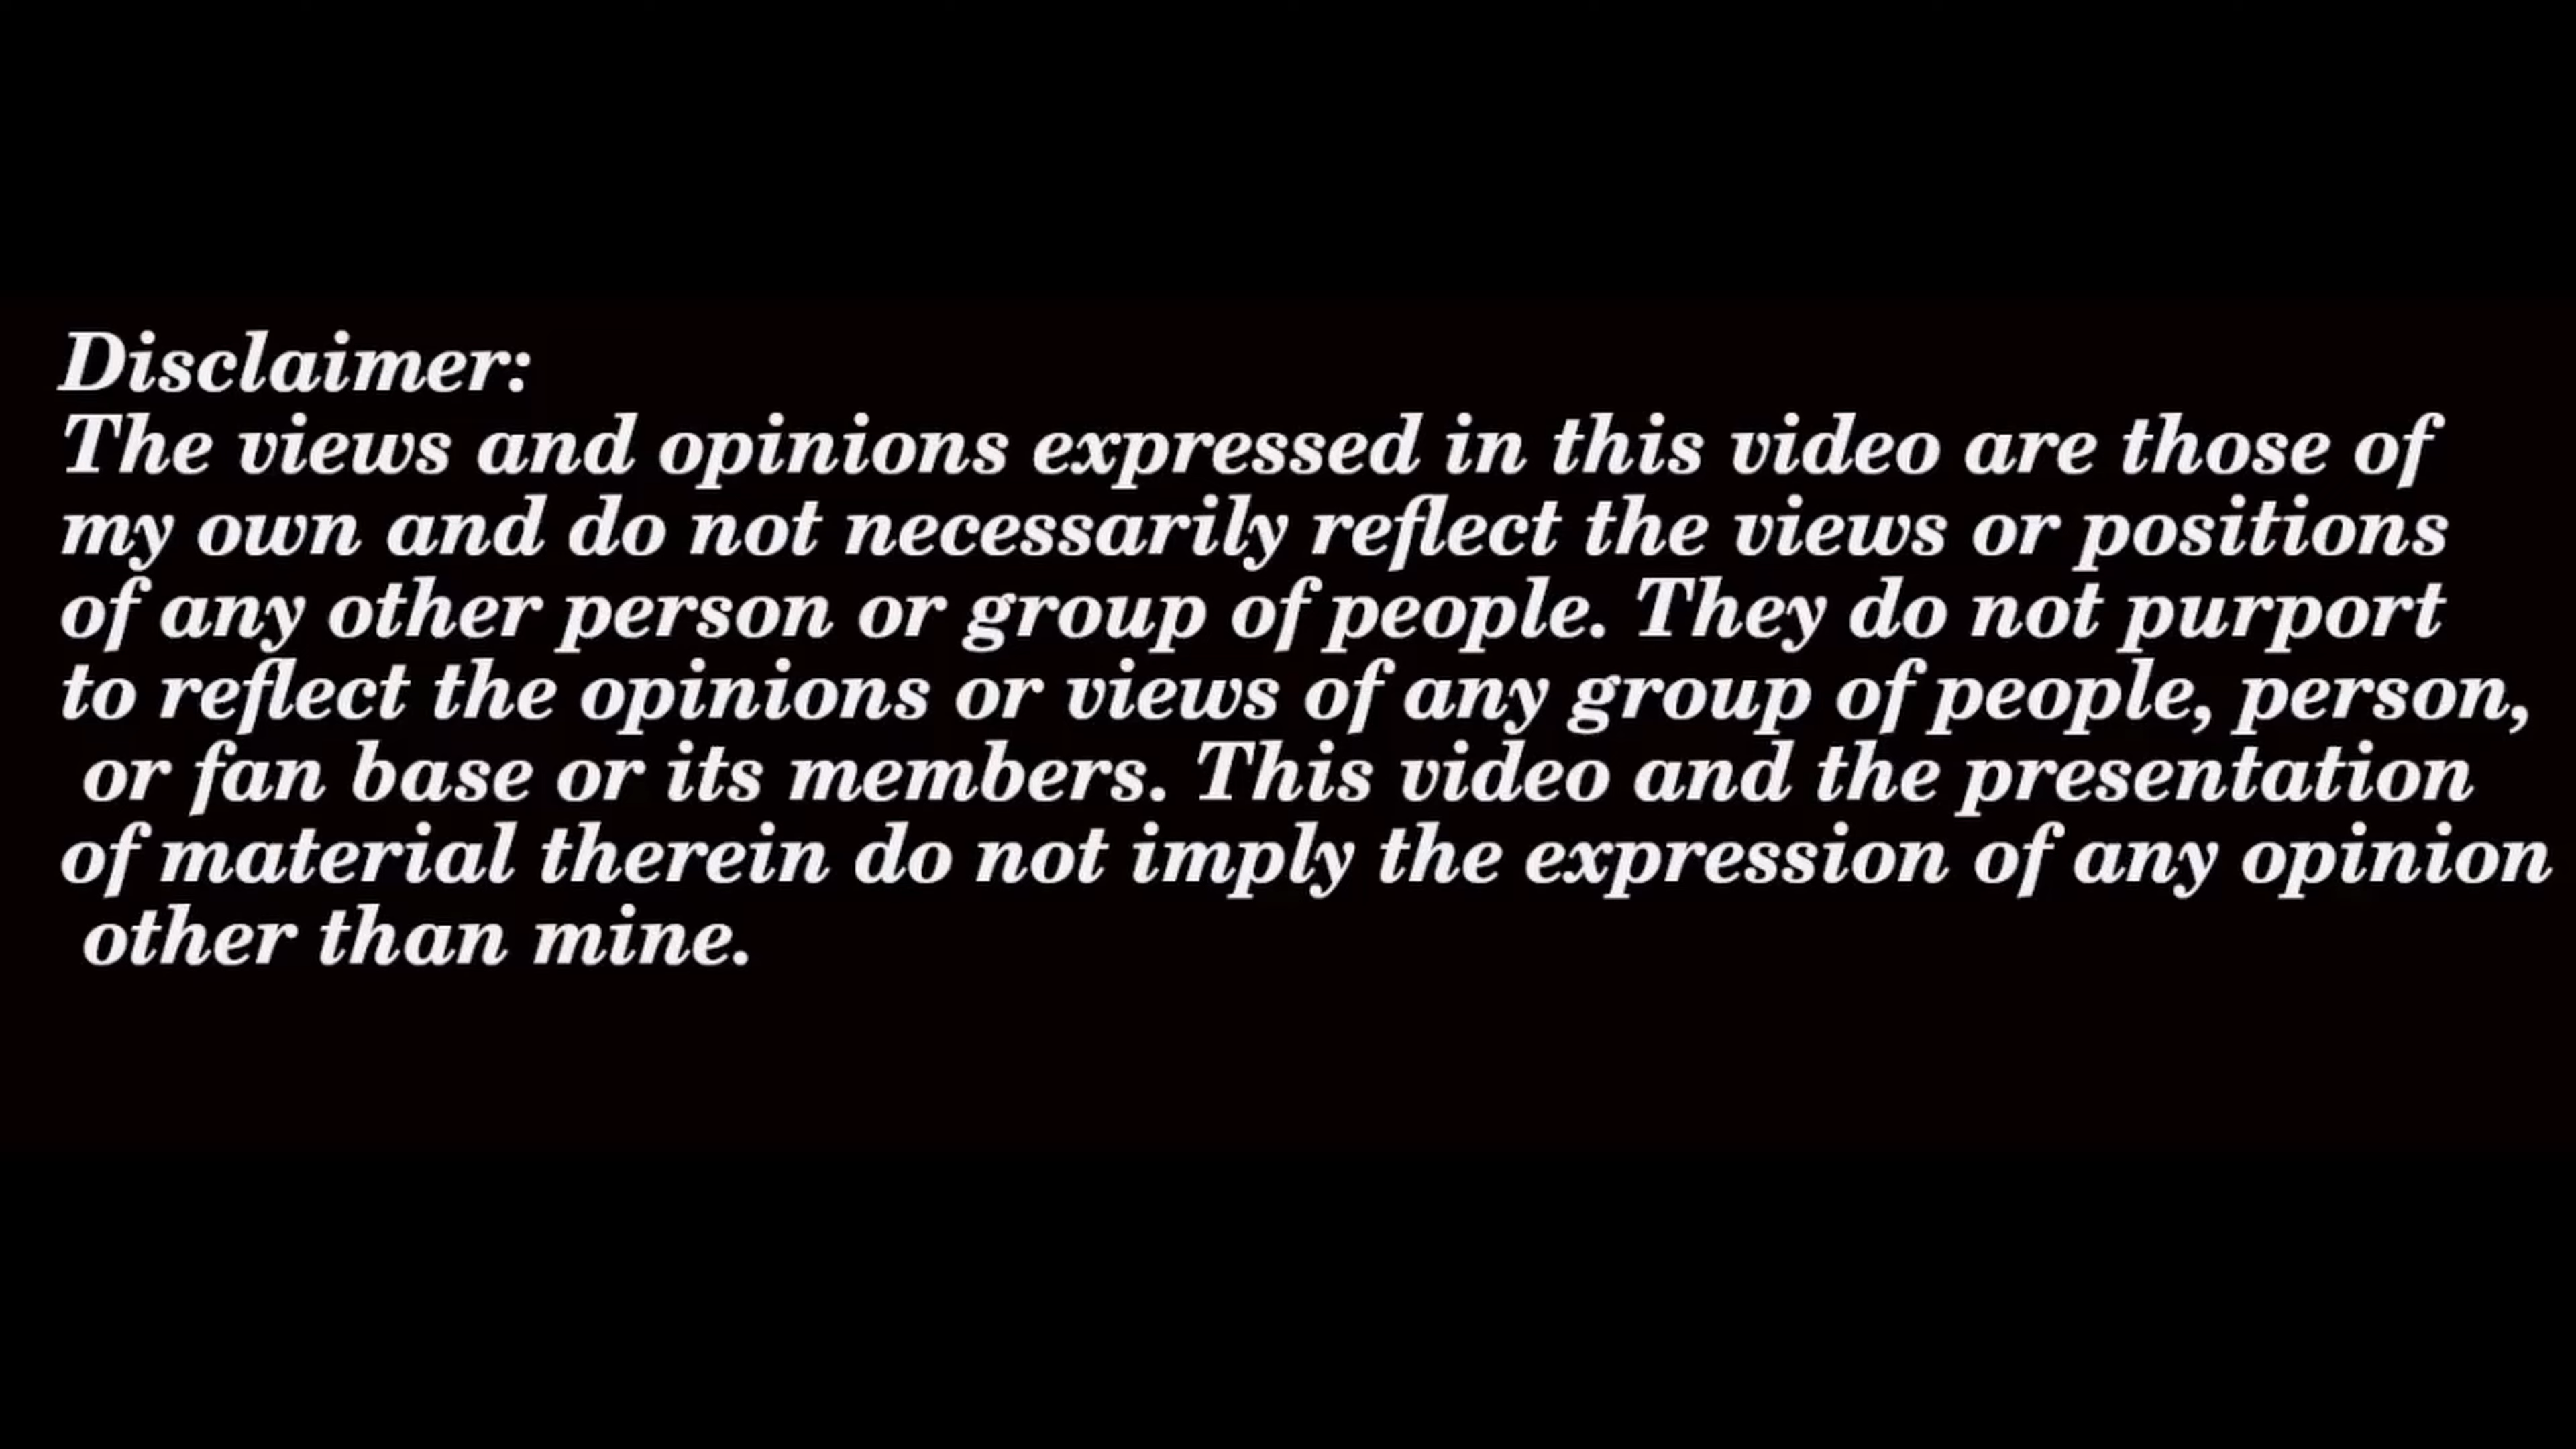 Disclaimer:
The views and opinions expressed in this video are those of
my own and do not necessarily reflect the views or positions
of any other person or group of people. They do not purport
to reflect the opinions or views of any group of people, person,
or fan base or its members. This video and the presentation
of material therein do not imply the expression of any opinion
other than mine.